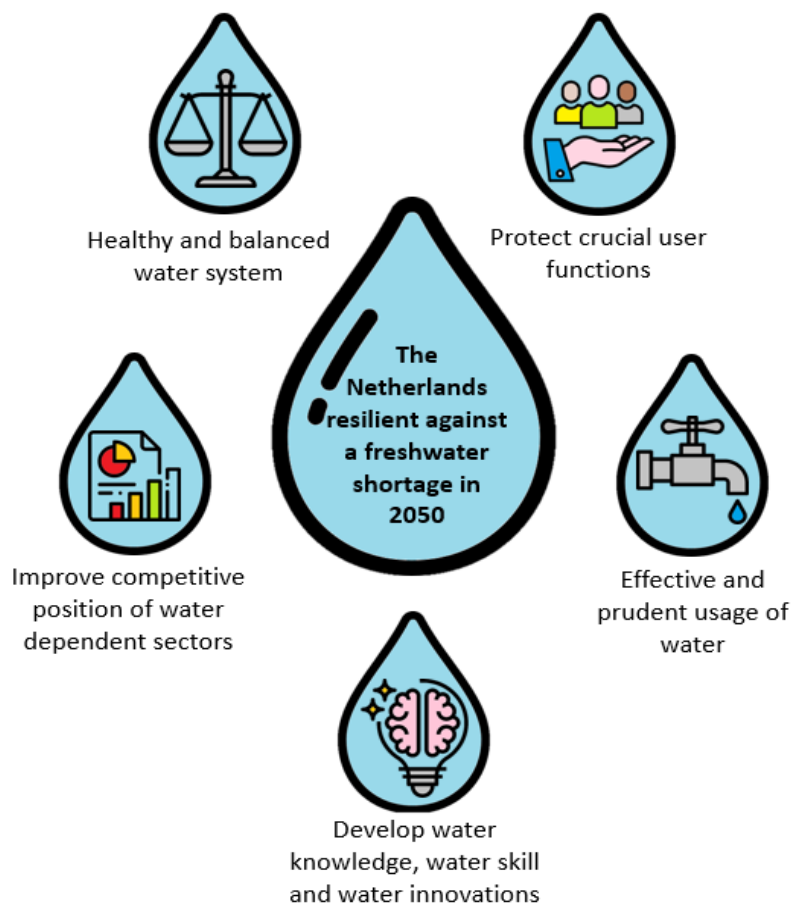 Healthy and balanced
water system
Protect crucial user
functions
The
Netherlands
resilient against
a freshwater
shortage in
2050
Improve competitive
position of water
dependent sectors
Effective and
prudent usage of
water
Develop water
knowledge, water skill
and water innovations